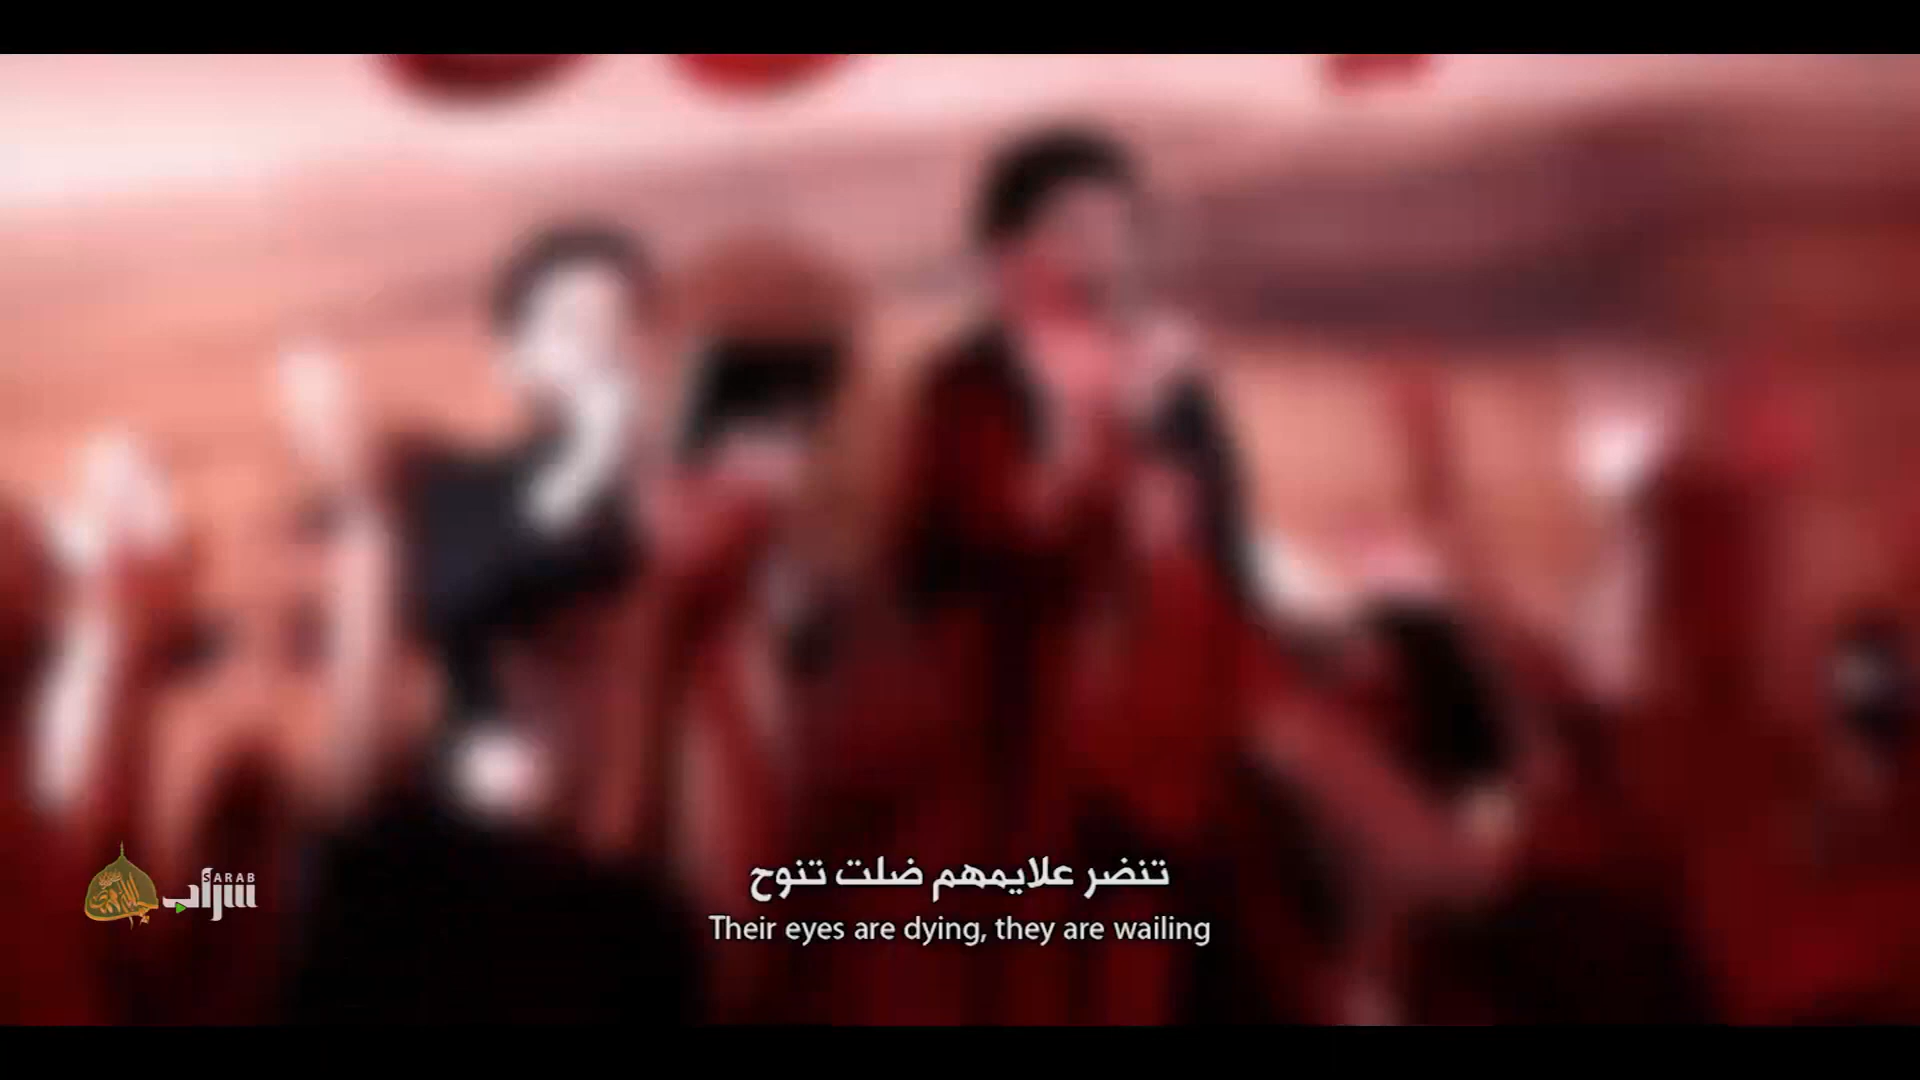 تنضر علايمهم ضلت تنوح
Their eyes are dying, they are wailing
SARAB
سراب